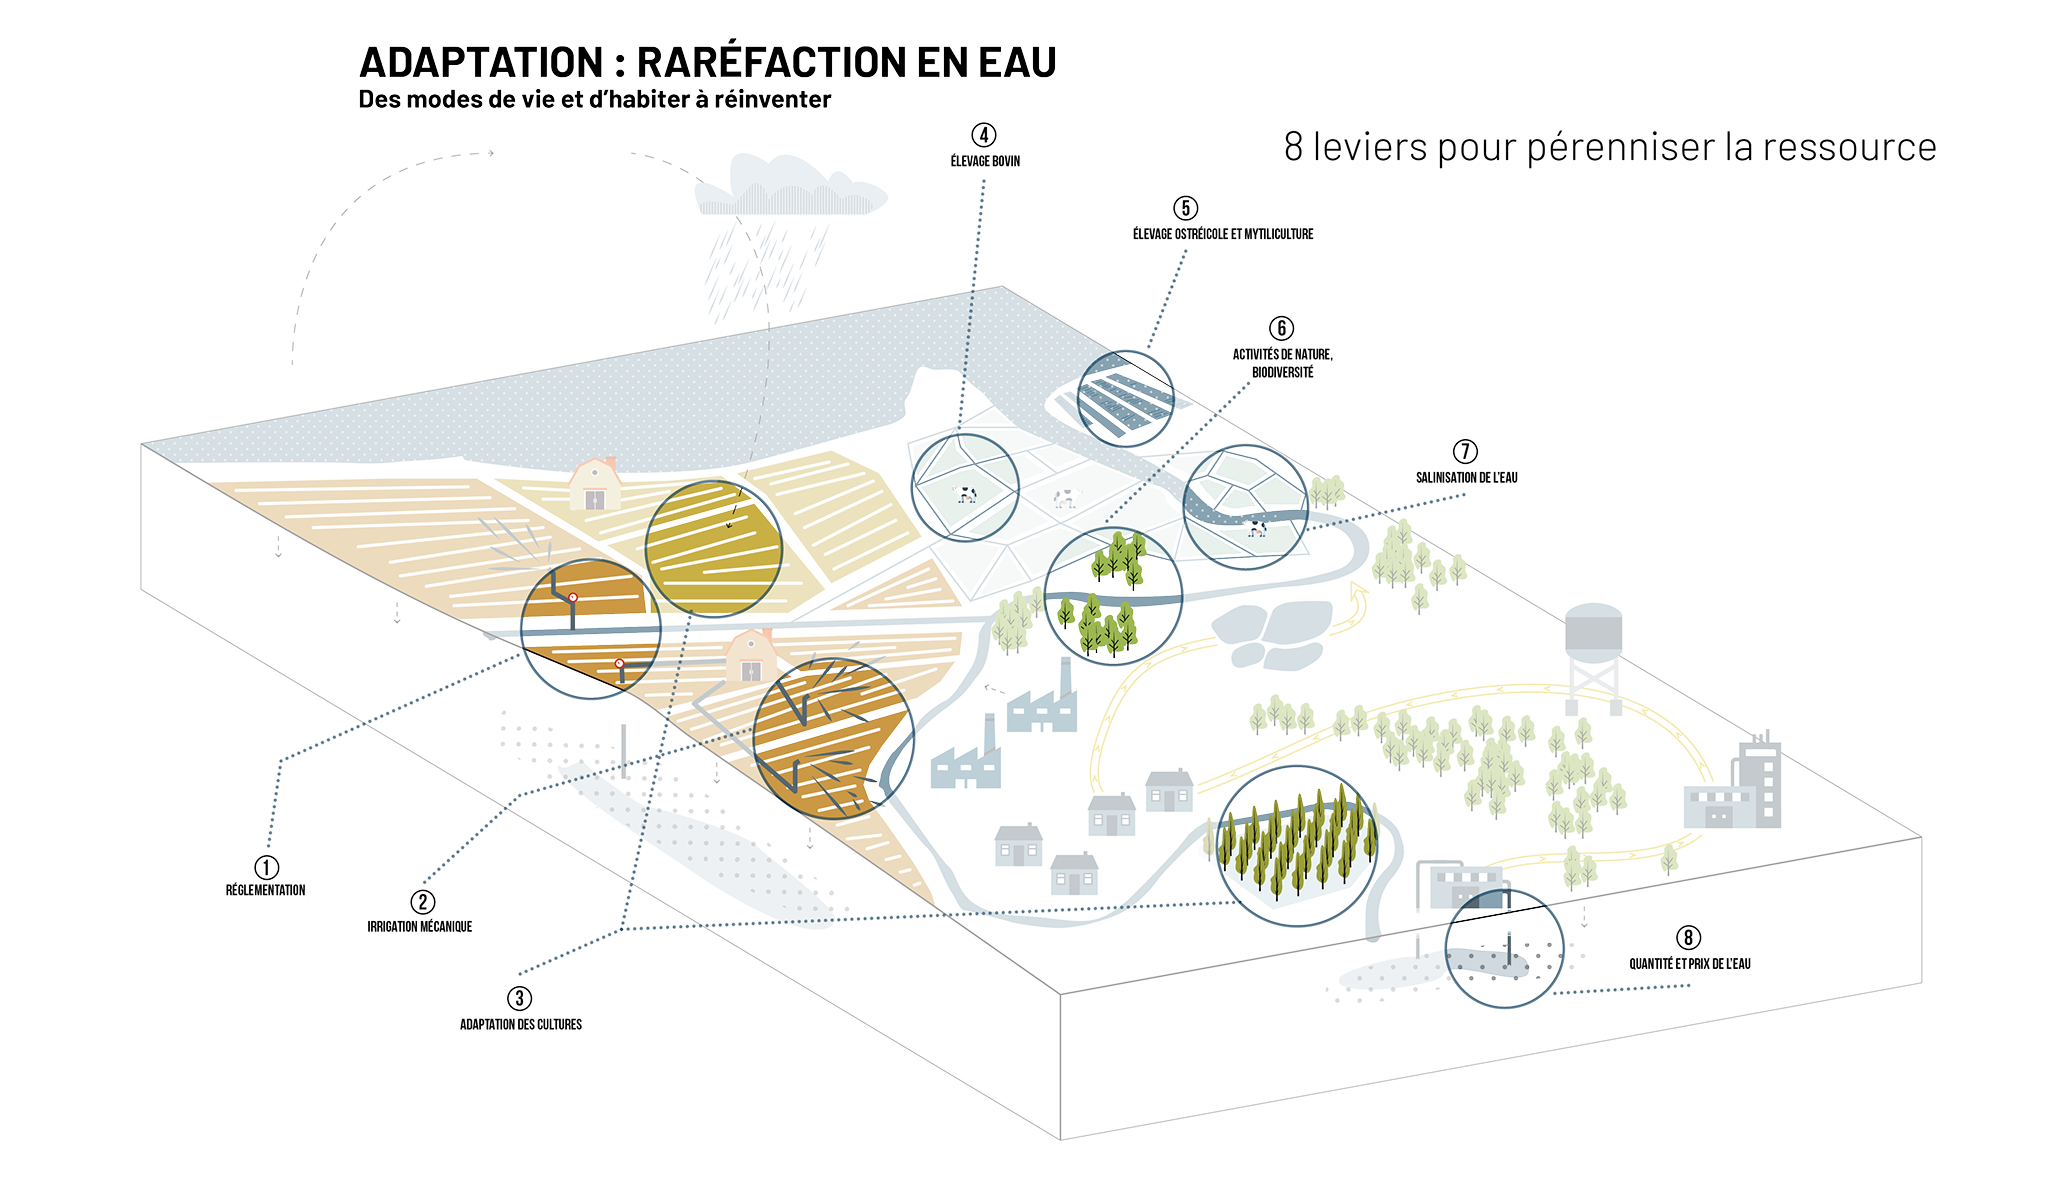 ADAPTATION : RARÉFACTION EN EAU
Des modes de vie et d'habiter à réinventer
8 leviers pour pérenniser la ressource
4
ÉLEVAGE BOVIN
5
ÉLEVAGE OSTRÉICOLE ET MYTILICULTURE
6
ACTIVITÉS DE NATURE,
BIODIVERSITÉ
7
SALINISATION DE L'EAU
1
RÉGLEMENTATION
2
IRRIGATION MÉCANIQUE
3
ADAPTATION DES CULTURES
8
QUANTITÉ ET PRIX DE L'EAU